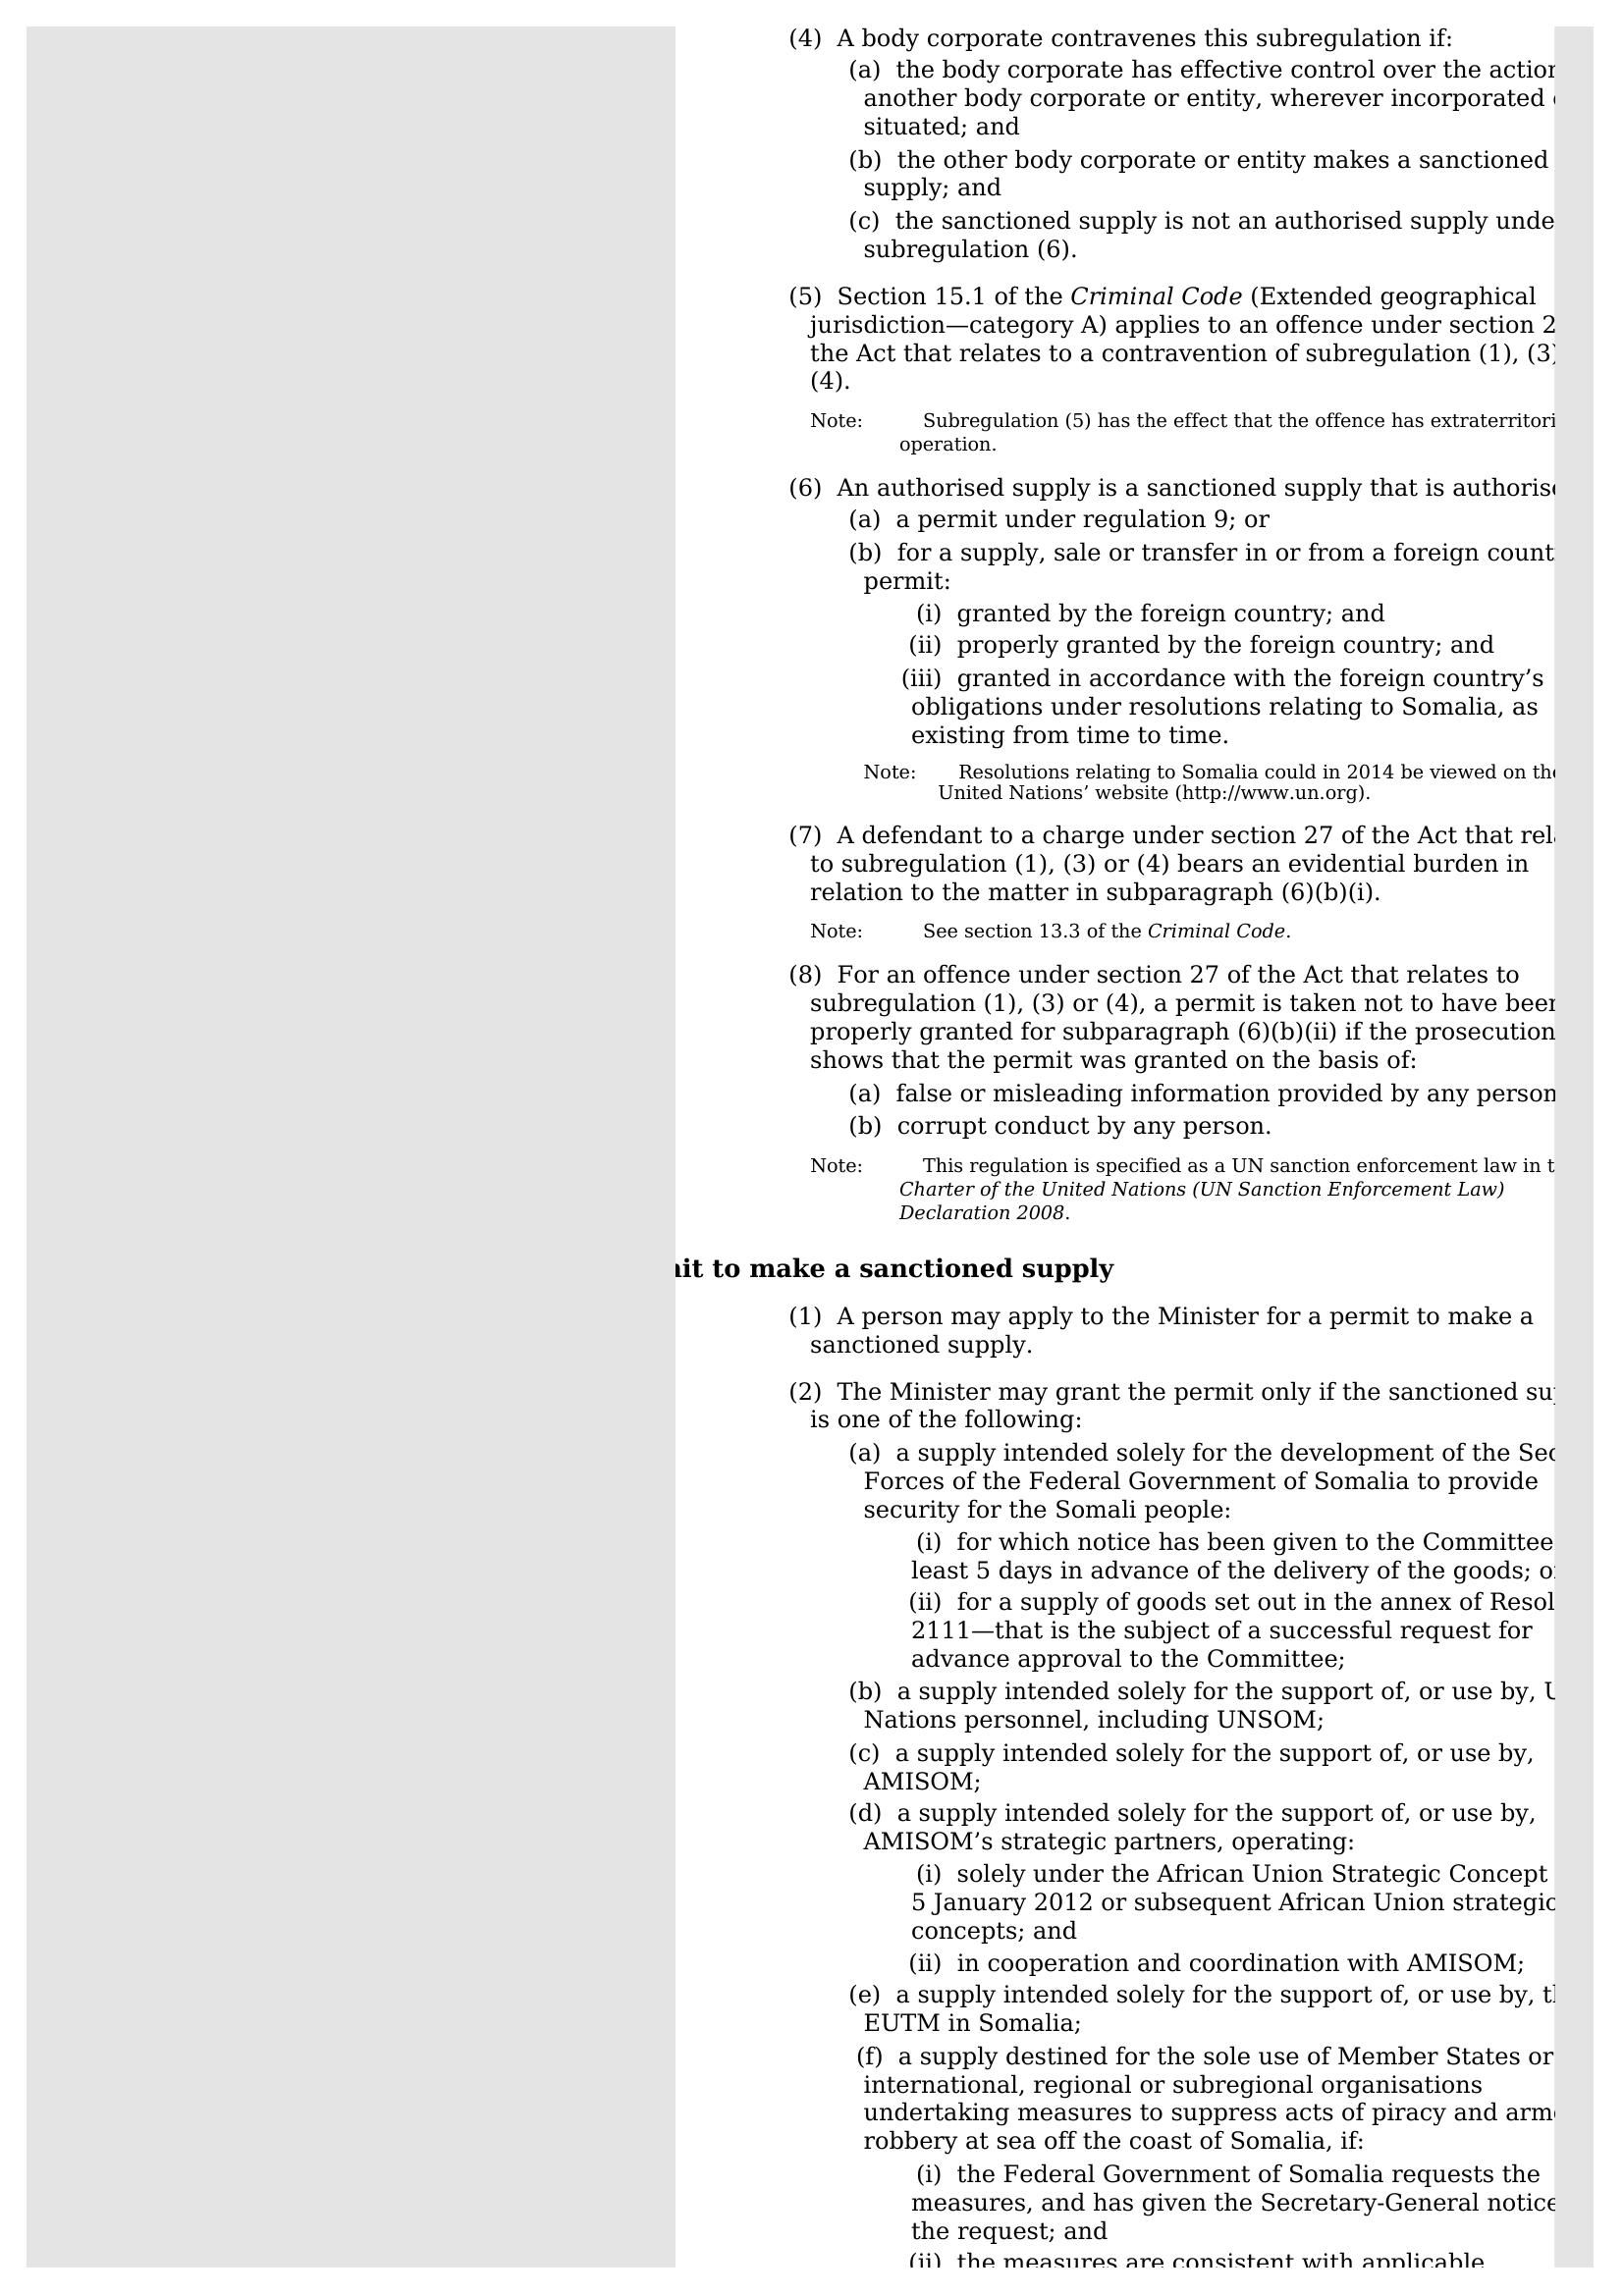 (4) A body corporate contravenes this subregulation if:
(a) the body corporate has effective control over the
another body corporate or entity, wherever incorporated
situated; and
(b) the other body corporate or entity makes a sanctioned
supply; and
(c) the sanctioned supply is not an authorised supply
subregulation (6).
(5) Section 15.1 of the Criminal Code (Extended geographical
jurisdiction—category A) applies to an offence under section
the Act that relates to a contravention of subregulation (1), (3)
(4).
Note: Subregulation (5) has the effect that the offence has
operation.
(6) An authorised supply is a sanctioned supply that is
(a) a permit under regulation 9; or
(b) for a supply, sale or transfer in or from a foreign
permit:
(i) granted by the foreign country; and
(ii) properly granted by the foreign country; and
(iii) granted in accordance with the foreign country’s
obligations under resolutions relating to Somalia, as
existing from time to time.
Note: Resolutions relating to Somalia could in 2014 be viewed on the
United Nations’ website (http://www.un.org).
(7) A defendant to a charge under section 27 of the Act that
to subregulation (1), (3) or (4) bears an evidential burden in
relation to the matter in subparagraph (6)(b)(i).
Note: See section 13.3 of the Criminal Code.
(8) For an offence under section 27 of the Act that relates to
subregulation (1), (3) or (4), a permit is taken not to have been
properly granted for subparagraph (6)(b)(ii) if the prosecution
shows that the permit was granted on the basis of:
(a) false or misleading information provided by any person
(b) corrupt conduct by any person.
Note: This regulation is specified as a UN sanction enforcement law in
Charter of the United Nations (UN Sanction Enforcement Law)
Declaration 2008.
to make a sanctioned supply
(1) A person may apply to the Minister for a permit to make a
sanctioned supply.
(2) The Minister may grant the permit only if the sanctioned
is one of the following:
(a) a supply intended solely for the development of the
Forces of the Federal Government of Somalia to provide
security for the Somali people:
(i) for which notice has been given to the Committee
least 5 days in advance of the delivery of the goods; or
(ii) for a supply of goods set out in the annex of
2111—that is the subject of a successful request for
advance approval to the Committee;
(b) a supply intended solely for the support of, or use by,
Nations personnel, including UNSOM;
(c) a supply intended solely for the support of, or use by,
AMISOM;
(d) a supply intended solely for the support of, or use by,
AMISOM’s strategic partners, operating:
(i) solely under the African Union Strategic Concept
5 January 2012 or subsequent African Union strategic
concepts; and
(ii) in cooperation and coordination with AMISOM;
(e) a supply intended solely for the support of, or use by,
EUTM in Somalia;
(f) a supply destined for the sole use of Member States or
international, regional or subregional organisations
undertaking measures to suppress acts of piracy and
robbery at sea off the coast of Somalia, if:
(i) the Federal Government of Somalia requests the
measures, and has given the Secretary-General notice
the request; and
(ii) the measures are consistent with applicable